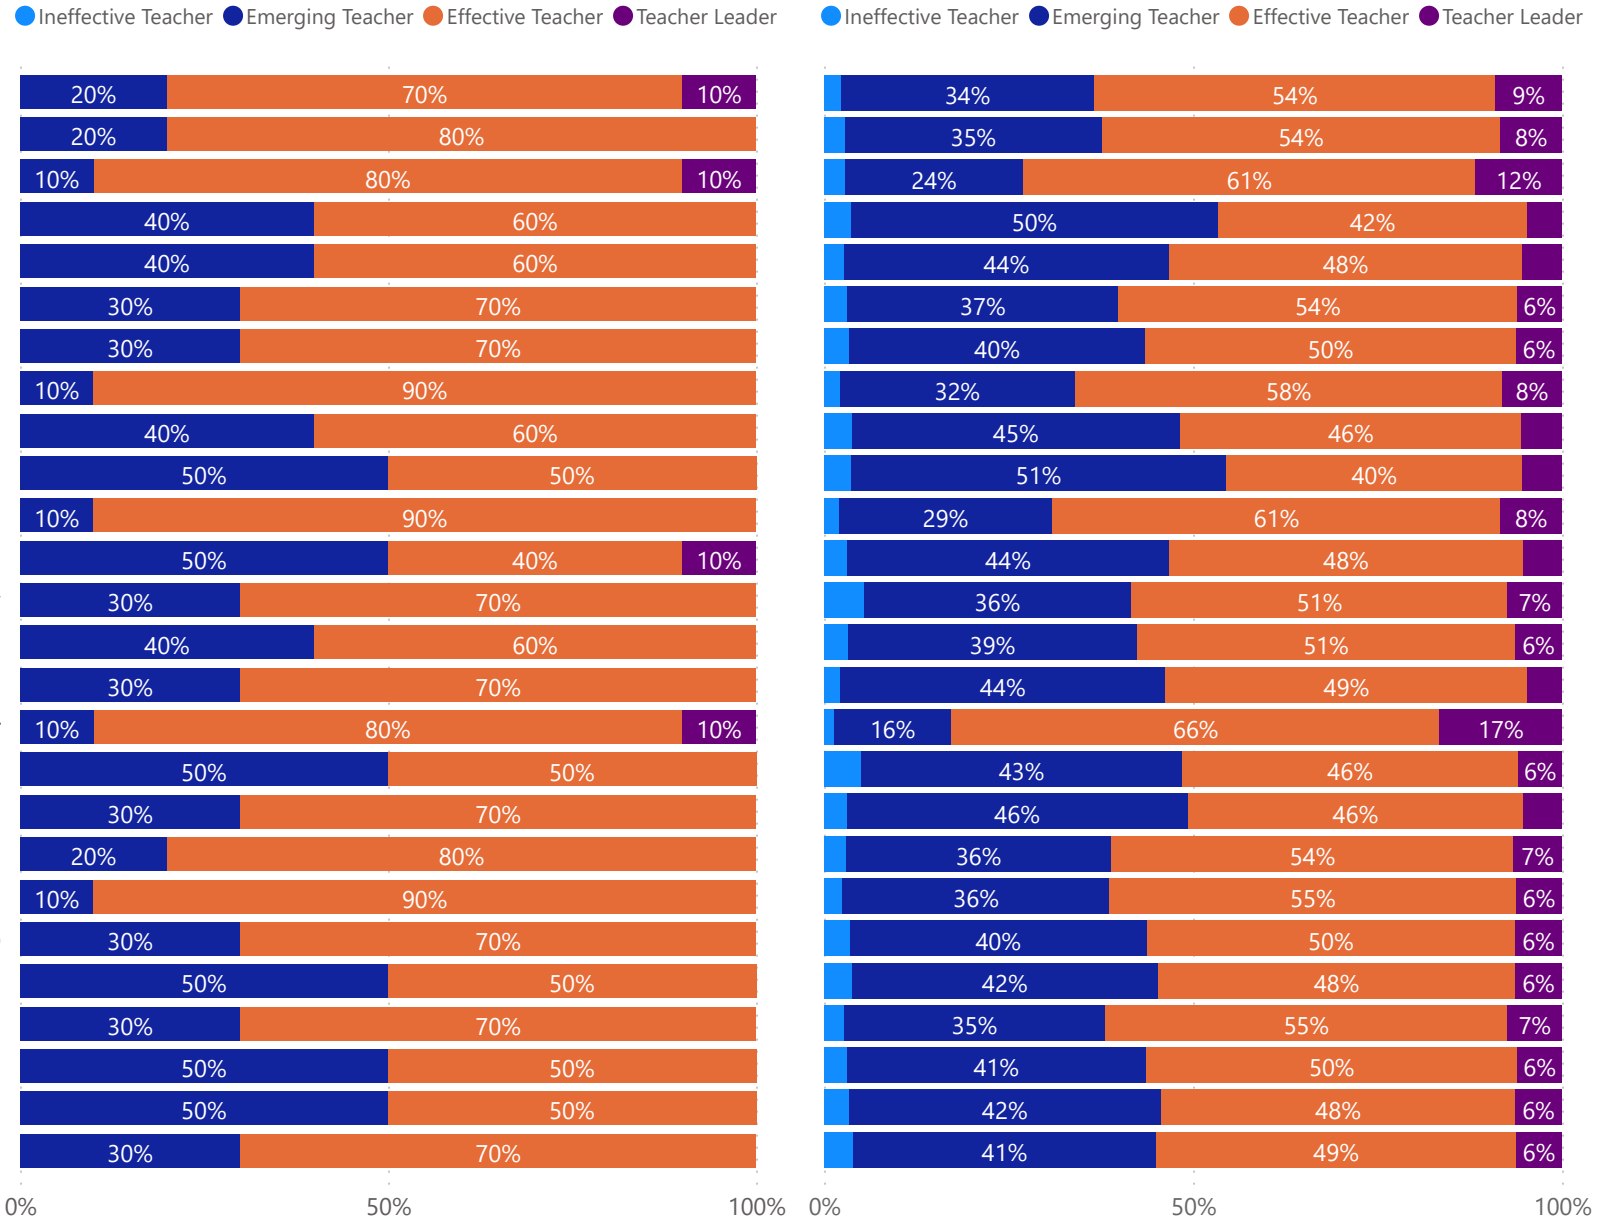 Ineffective Teacher Emerging Teacher Effective Teacher Teacher Leader Ineffective Teacher Emerging Teacher Effective Teacher Teacher Leader
20% 70% 10% 34% 54% 9%
20% 80% 35% 54% 8%
10% 80% 10% 24% 61% 12%
40% 60% 50% 42%
40% 60% 44% 48%
30% 70% 37% 54% 6%
30% 70% 40% 50% 6%
10% 90% 32% 58% 8%
40% 60% 45% 46%
50% 50% 51% 40%
10% 90% 29% 61% 8%
50% 40% 10% 44% 48%
30% 70% 36% 51% 7%
40% 60% 39% 51% 6%
30% 70% 44% 49%
10% 80% 10% 16% 66% 17%
50% 50% 43% 46% 6%
30% 70% 46% 46%
20% 80% 36% 54% 7%
10% 90% 36% 55% 6%
30% 70% 40% 50% 6%
50% 50% 42% 48% 6%
30% 70% 35% 55% 7%
50% 50% 41% 50% 6%
50% 50% 42% 48% 6%
30% 70% 41% 49% 6%
0% 50% 100% 0% 50% 100%